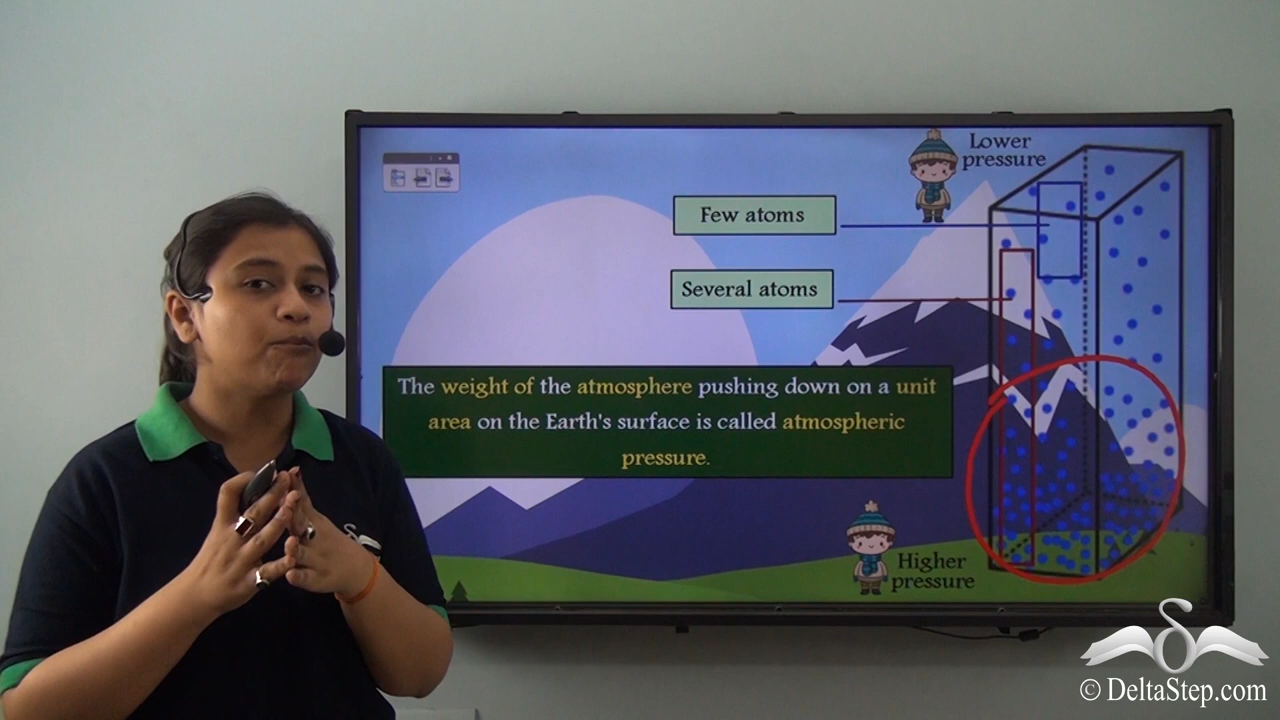 Lower
pressure
Few atoms
Several atoms
The weight of the atmosphere pushing down on a unit
area on the Earth's surface is called atmospheric
pressure.
Higher
pressure
© DeltaStep.com